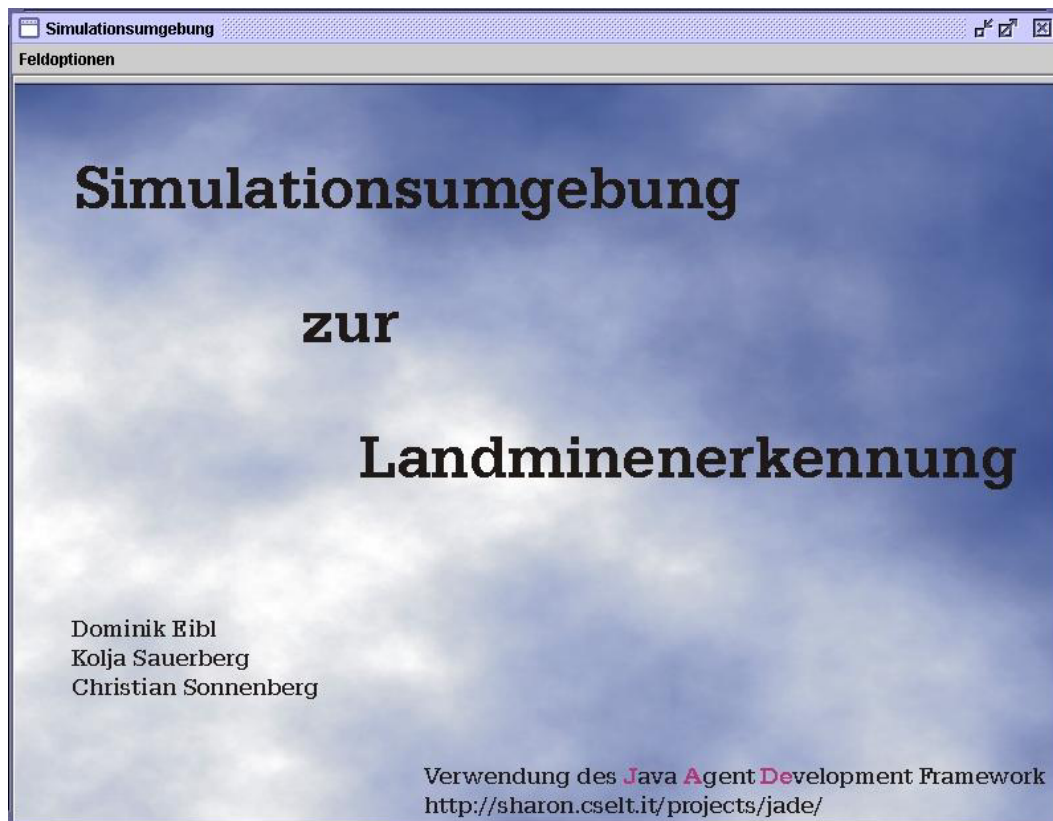 Simulationsumgebung
Feldoptionen
Simulationsumgebung
zur
Landminenerkennung
Dominik Eibl
Kolja Sauerberg
Christian Sonnenberg
Verwendung des Java Agent Development Framework
http://sharon.cselt.it/projects/jade/